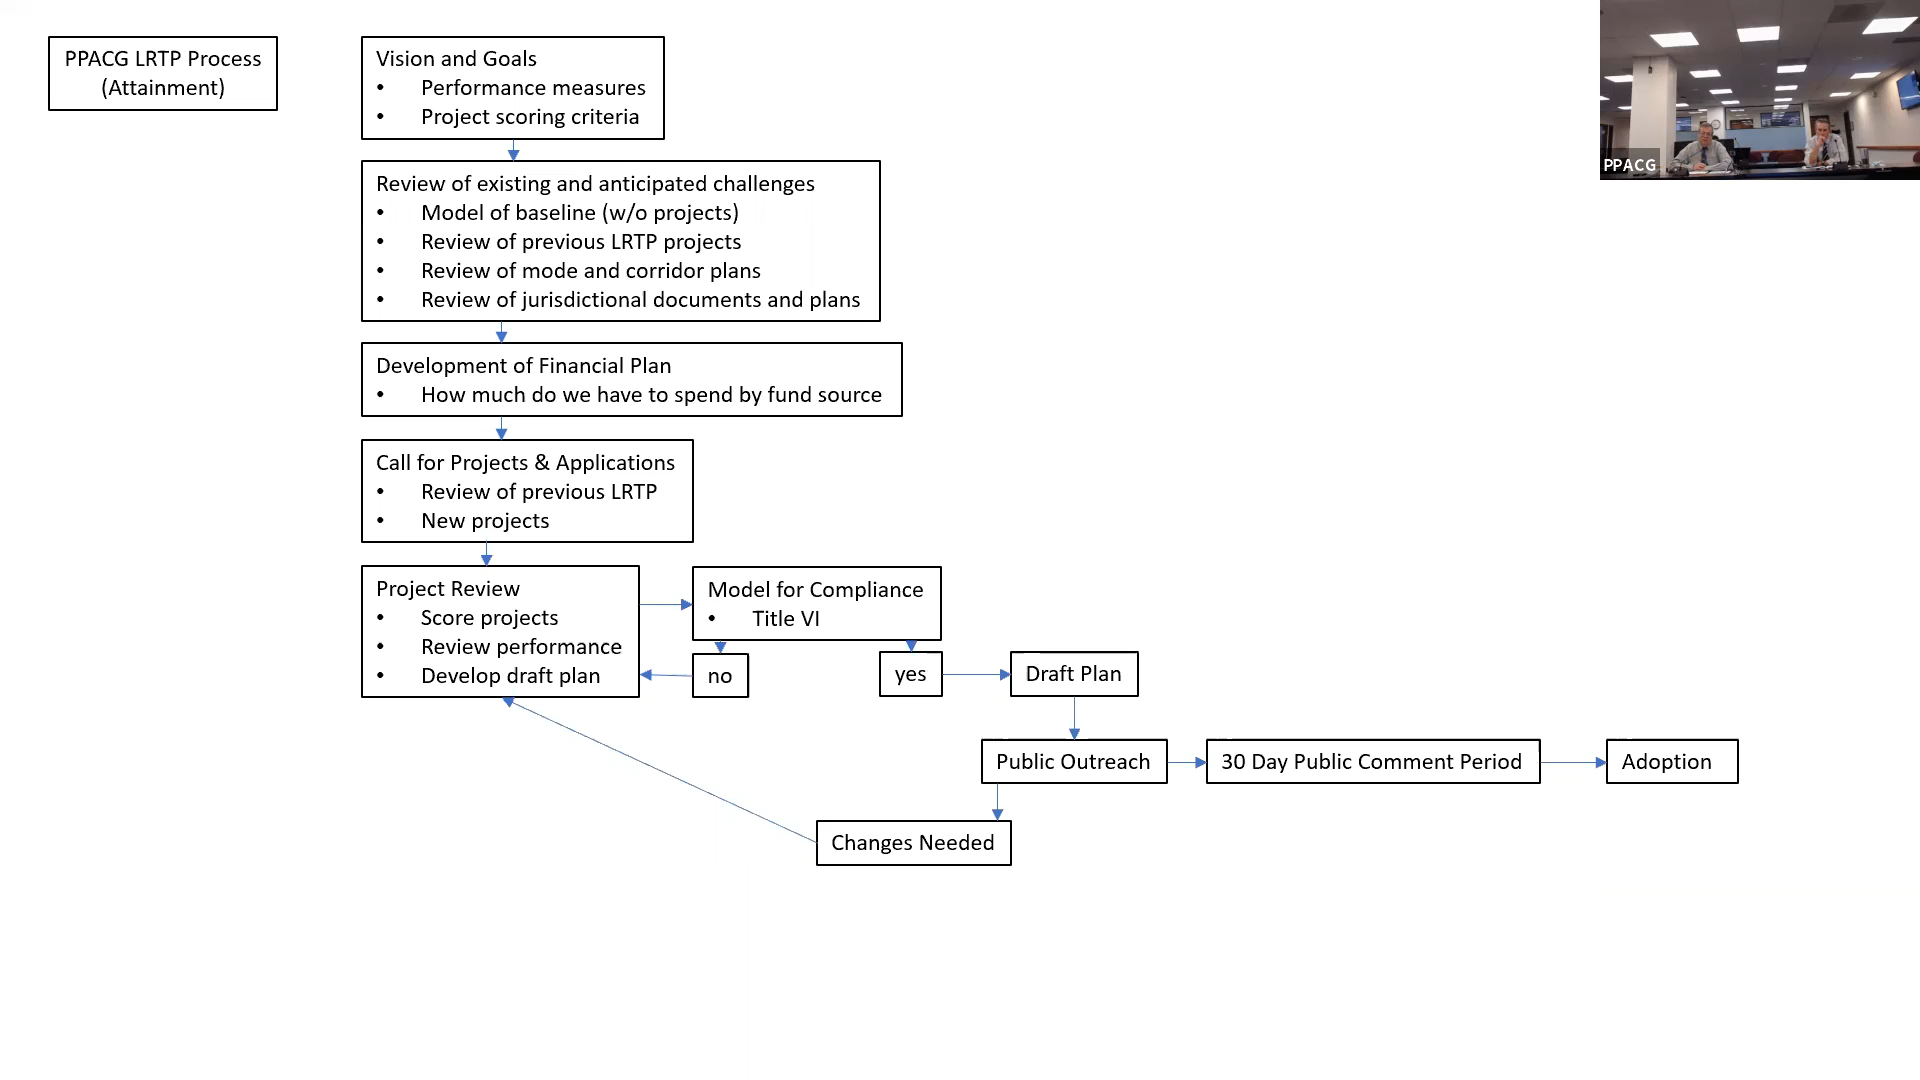 PPACG LRTP Process
(Attainment)
Vision and Goals
• Performance measures
• Project scoring criteria
PPACG
Review of existing and anticipated challenges
• Model of baseline (w/o projects)
• Review of previous LRTP projects
• Review of mode and corridor plans
• Review of jurisdictional documents and plans
Development of Financial Plan
• How much do we have to spend by fund source
Call for Projects & Applications
• Review of previous LRTP
• New projects
Project Review
• Score projects
• Review performance
• Develop draft plan
Model for Compliance
• Title VI
no
yes
Draft Plan
Public Outreach
30 Day Public Comment Period
Adoption
Changes Needed